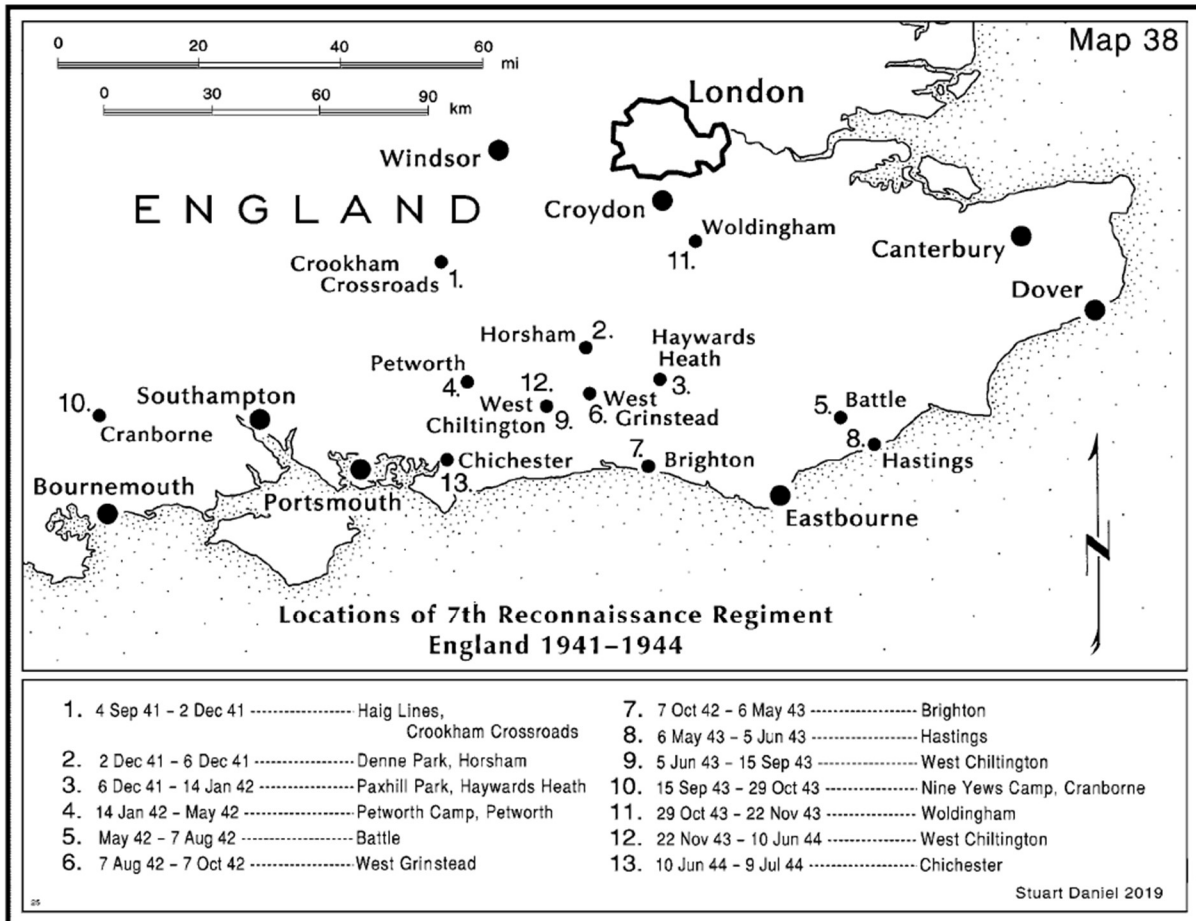 Map 38
0 20 40 60
mi
0 30 60 90
km
London
Windsor
ENGLAND
Croydon
Woldingham
11.
Canterbury
Crookham
Crossroads 1.
Dover
Horsham 2.
Haywards
Heath
3.
Petworth
4.
12.
West
Chiltington 9.
West
6. Grinstead
10.
Cranborne
Southampton
5. Battle
8.
Hastings
7.
Brighton
Chichester
13.
Bournemouth
Portsmouth
Eastbourne
N
Locations of 7th Reconnaissance Regiment
England 1941–1944
1. 4 Sep 41 – 2 Dec 41 ---------------- Haig Lines,
Crookham Crossroads
2. 2 Dec 41 – 6 Dec 41 ---------------- Denne Park, Horsham
3. 6 Dec 41 – 14 Jan 42 ---------------- Paxhill Park, Haywards Heath
4. 14 Jan 42 – May 42 ---------------- Petworth Camp, Petworth
5. May 42 – 7 Aug 42 ---------------- Battle
6. 7 Aug 42 – 7 Oct 42 ---------------- West Grinstead
7. 7 Oct 42 – 6 May 43 ---------------- Brighton
8. 6 May 43 – 5 Jun 43 ---------------- Hastings
9. 5 Jun 43 – 15 Sep 43 ---------------- West Chiltington
10. 15 Sep 43 – 29 Oct 43 ---------------- Nine Yews Camp, Cranborne
11. 29 Oct 43 – 22 Nov 43 ---------------- Woldingham
12. 22 Nov 43 – 10 Jun 44 ---------------- West Chiltington
13. 10 Jun 44 – 9 Jul 44 ---------------- Chichester
Stuart Daniel 2019